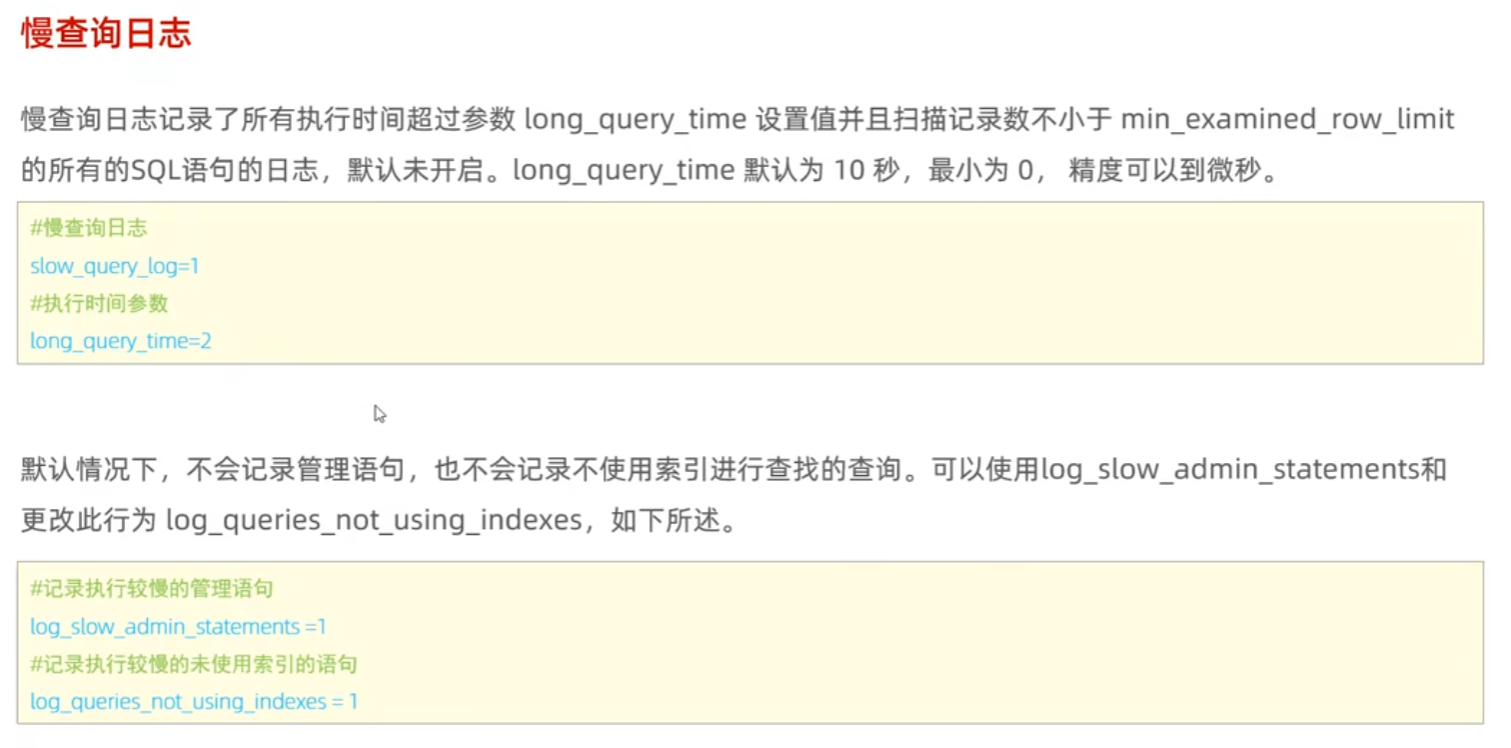 慢查询日志
慢查询日志记录了所有执行时间超过参数 long_query_time 设置值并且扫描记录数不小于 min_examined_row_limit
的所有的SQL语句的日志，默认未开启。long_query_time 默认为 10 秒，最小为 0， 精度可以到微秒。
#慢查询日志
slow_query_log=1
#执行时间参数
long_query_time=2
默认情况下，不会记录管理语句，也不会记录不使用索引进行查找的查询。可以使用log_slow_admin_statements和
更改此行为 log_queries_not_using_indexes，如下所述。
#记录执行较慢的管理语句
log_slow_admin_statements =1
#记录执行较慢的未使用索引的语句
log_queries_not_using_indexes = 1